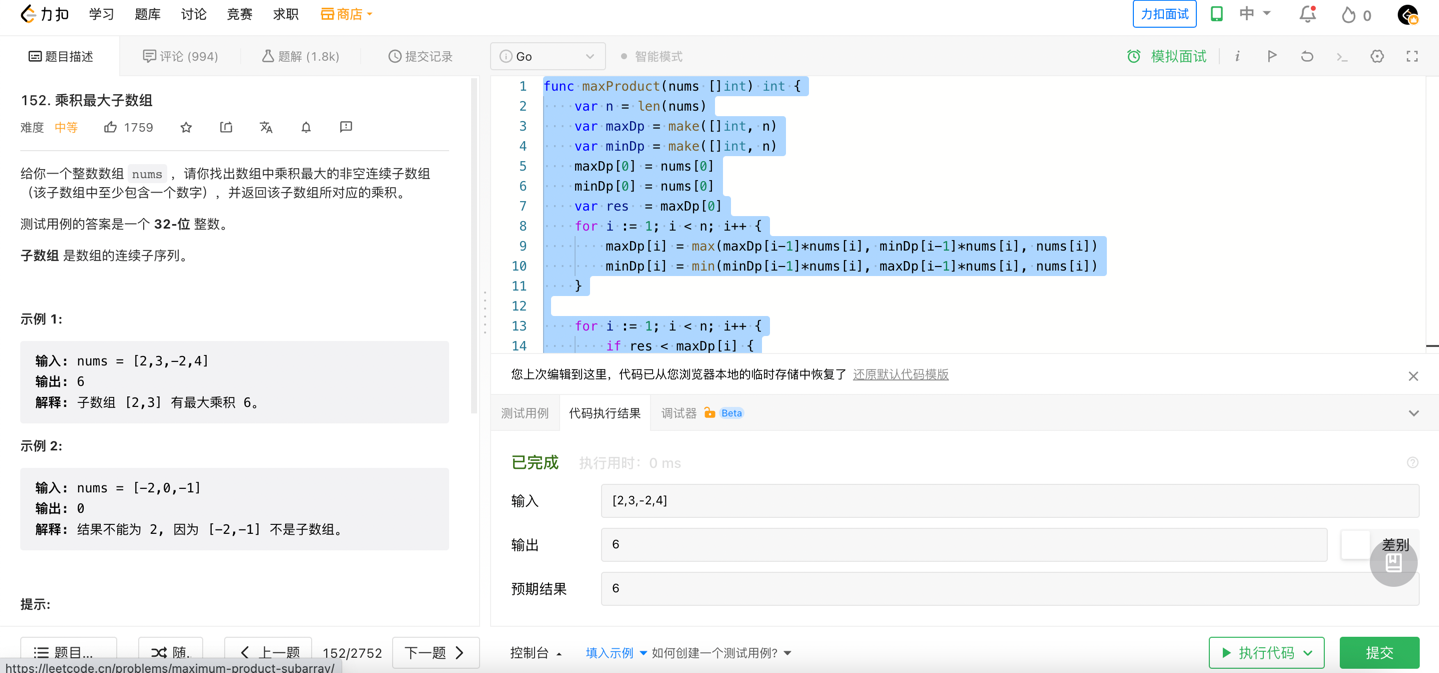 力扣 学习 题库 讨论 竞赛 求职 商店 力扣面试 中 0
题目描述 评论 (994) 题解 (1.8k) 提交记录
i Go 智能模式 模拟面试 i
152. 乘积最大子数组
难度 中等 1759
给你一个整数数组 nums ，请你找出数组中乘积最大的非空连续子数组
（该子数组中至少包含一个数字），并返回该子数组所对应的乘积。
测试用例的答案是一个 32-位 整数。
子数组 是数组的连续子序列。
示例 1:
输入: nums = [2,3,-2,4]
输出: 6
解释: 子数组 [2,3] 有最大乘积 6。
示例 2:
输入: nums = [-2,0,-1]
输出: 0
解释: 结果不能为 2, 因为 [-2,-1] 不是子数组。
提示:
题目... 随. 上一题 152/2752 下一题
https://leetcode.cn/problems/maximum-product-subarray/
1 func maxProduct(nums []int) int {
2 var n = len(nums)
3 var maxDp = make([]int, n)
4 var minDp = make([]int, n)
5 maxDp[0] = nums[0]
6 minDp[0] = nums[0]
7 var res  = maxDp[0]
8 for i := 1; i < n; i++ {
9 maxDp[i] = max(maxDp[i-1]*nums[i], minDp[i-1]*nums[i], nums[i])
10 minDp[i] = min(minDp[i-1]*nums[i], maxDp[i-1]*nums[i], nums[i])
11 }
12
13 for i := 1; i < n; i++ {
14 if res < maxDp[i] {
您上次编辑到这里，代码已从您浏览器本地的临时存储中恢复了 还原默认代码模版
测试用例 代码执行结果 调试器 Beta
已完成 执行用时: 0 ms
输入 [2,3,-2,4]
输出 6 差别
预期结果 6
控制台 填入示例 如何创建一个测试用例? 执行代码 提交